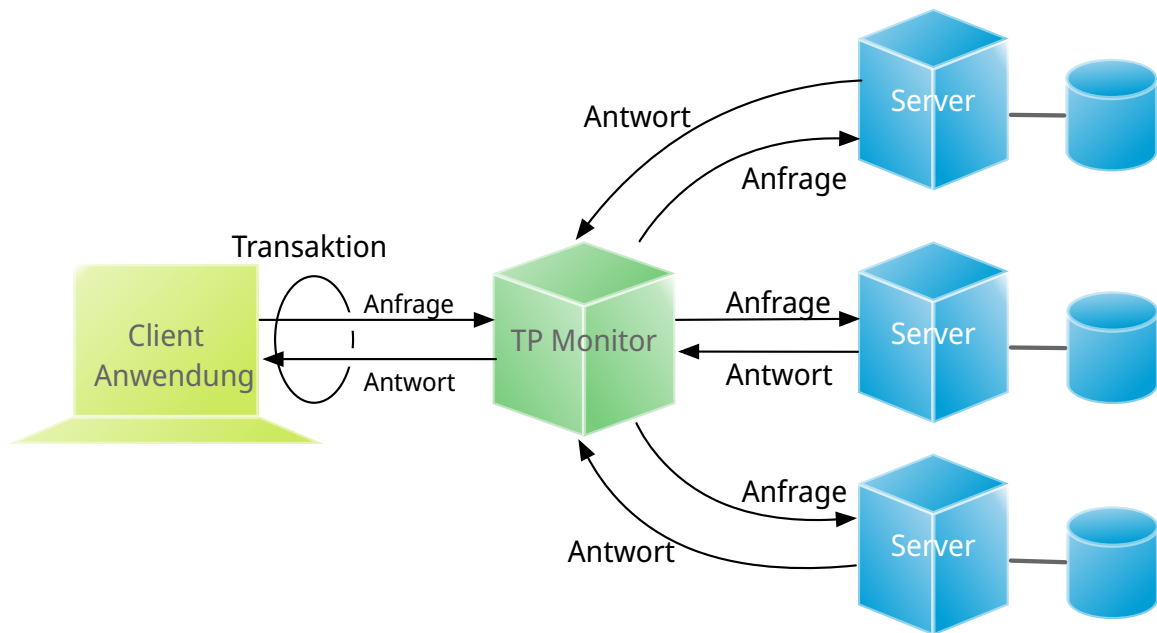 Server
Antwort
Anfrage
Transaktion
Anfrage
Client
Anwendung
Antwort
TP Monitor
Anfrage
Server
Antwort
Anfrage
Server
Antwort